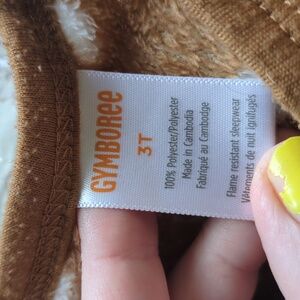 GYMBOREE
3T
100% Polyester/Polyester
Made in Cambodia
Fabriqué au Cambodge
Flame resistant sleepwear
Vêtements de nuit ignifugés